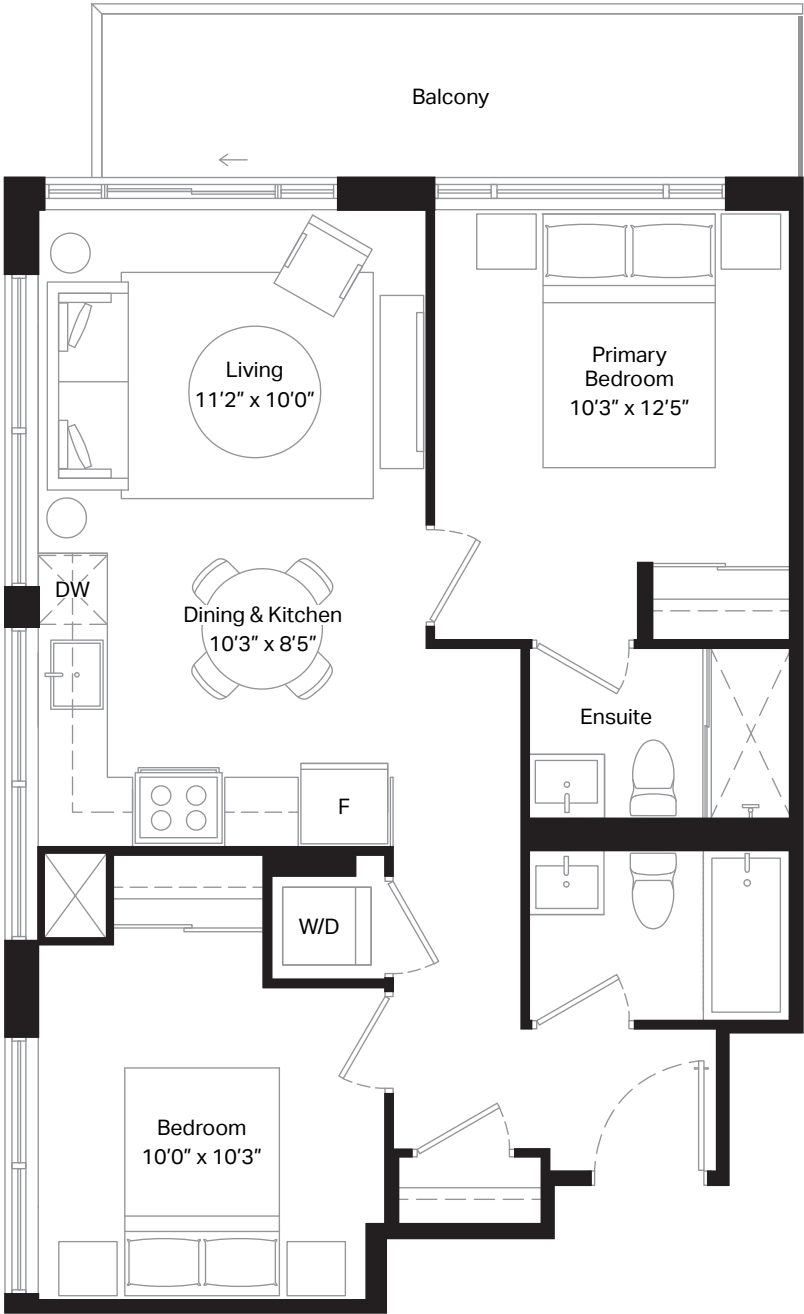 Balcony
Living
11'2" x 10'0"
Primary
Bedroom
10'3" x 12'5"
DW
Dining & Kitchen
10'3" x 8'5"
Ensuite
F
W/D
Bedroom
10'0" x 10'3"